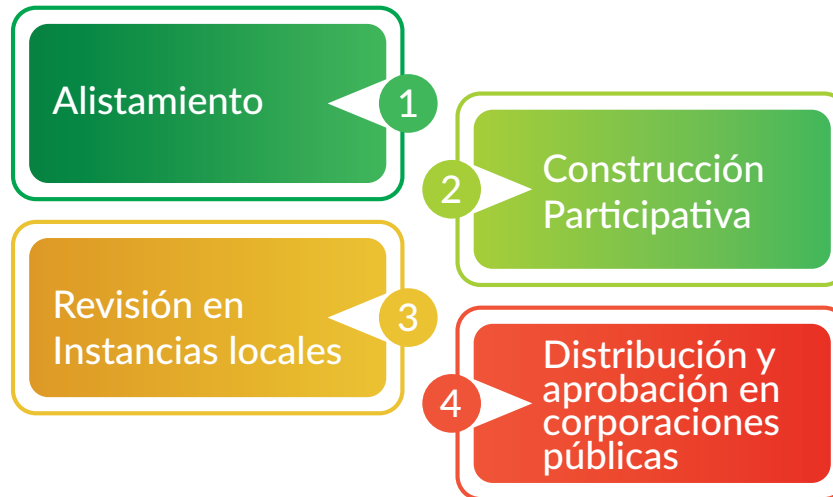 Alistamiento
1
2
Construcción
Participativa
Revisión en
Instancias locales
3
4
Distribución y
aprobación en
corporaciones
públicas